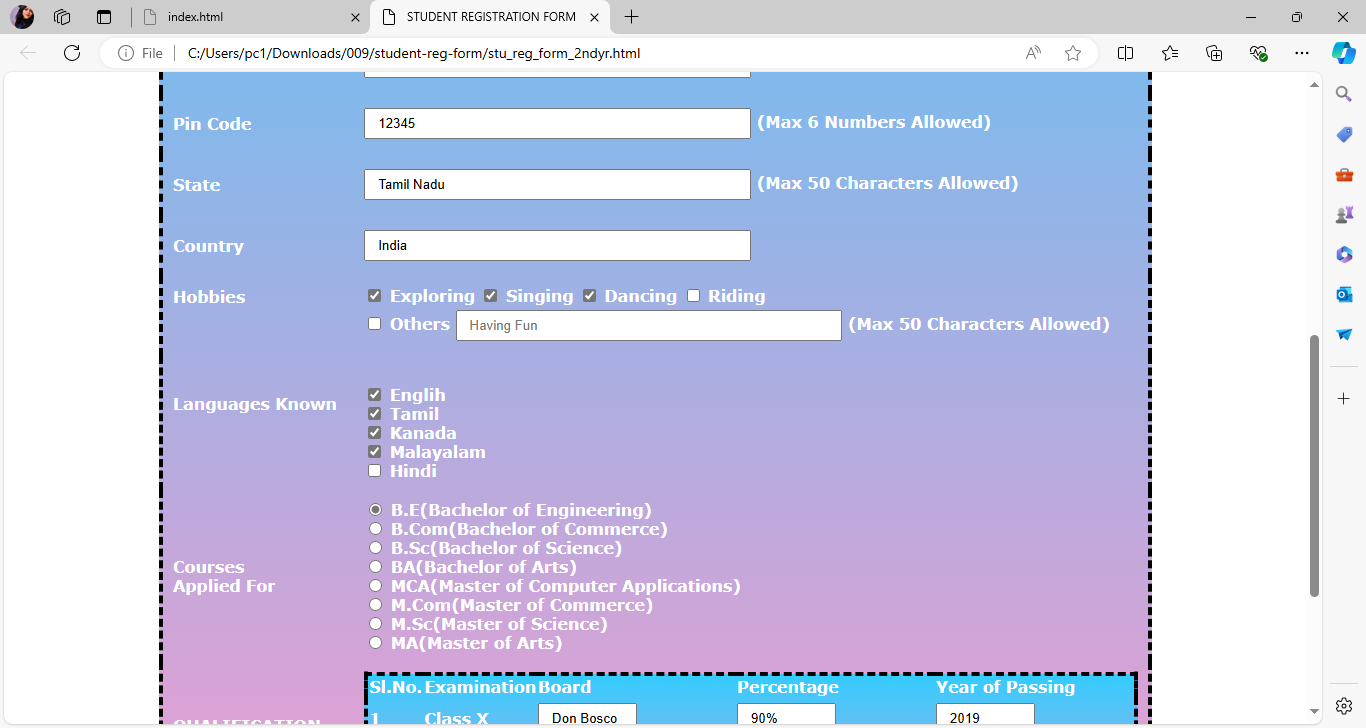 index.html
STUDENT REGISTRATION FORM
File
C:/Users/pc1/Downloads/009/student-reg-form/stu_reg_form_2ndyr.html
Pin Code 12345 (Max 6 Numbers Allowed)
State Tamil Nadu (Max 50 Characters Allowed)
Country India
Hobbies Exploring Singing Dancing Riding
Others Having Fun (Max 50 Characters Allowed)
Languages Known
Englih
Tamil
Kanada
Malayalam
Hindi
Courses
Applied For
B.E(Bachelor of Engineering)
B.Com(Bachelor of Commerce)
B.Sc(Bachelor of Science)
BA(Bachelor of Arts)
MCA(Master of Computer Applications)
M.Com(Master of Commerce)
M.Sc(Master of Science)
MA(Master of Arts)
Sl.No. Examination Board Percentage Year of Passing
QUALIFICATION 1 Class X Don Bosco 90% 2019